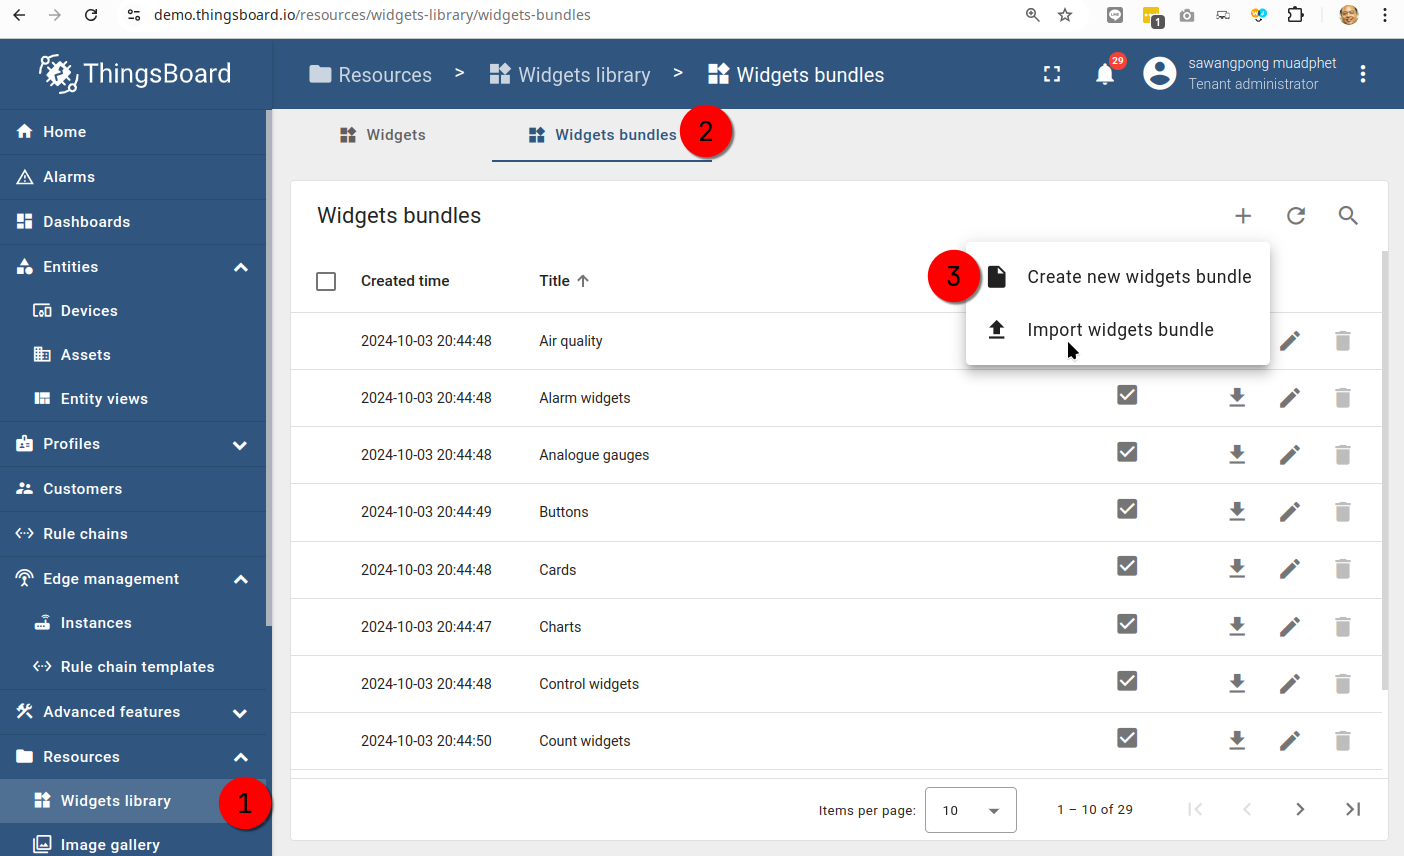 demo.thingsboard.io/resources/widgets-library/widgets-bundles
1
ThingsBoard
Resources > Widgets library > Widgets bundles
29
sawangpong muadphet
Tenant administrator
Home
Alarms
Dashboards
Entities
Devices
Assets
Entity views
Profiles
Customers
Rule chains
Edge management
Instances
Rule chain templates
Advanced features
Resources
Widgets library 1
Image gallery
Widgets
Widgets bundles 2
Widgets bundles
3 Create new widgets bundle
Import widgets bundle
Created time Title
2024-10-03 20:44:48 Air quality
2024-10-03 20:44:48 Alarm widgets
2024-10-03 20:44:48 Analogue gauges
2024-10-03 20:44:49 Buttons
2024-10-03 20:44:48 Cards
2024-10-03 20:44:47 Charts
2024-10-03 20:44:48 Control widgets
2024-10-03 20:44:50 Count widgets
Items per page: 10 1 – 10 of 29